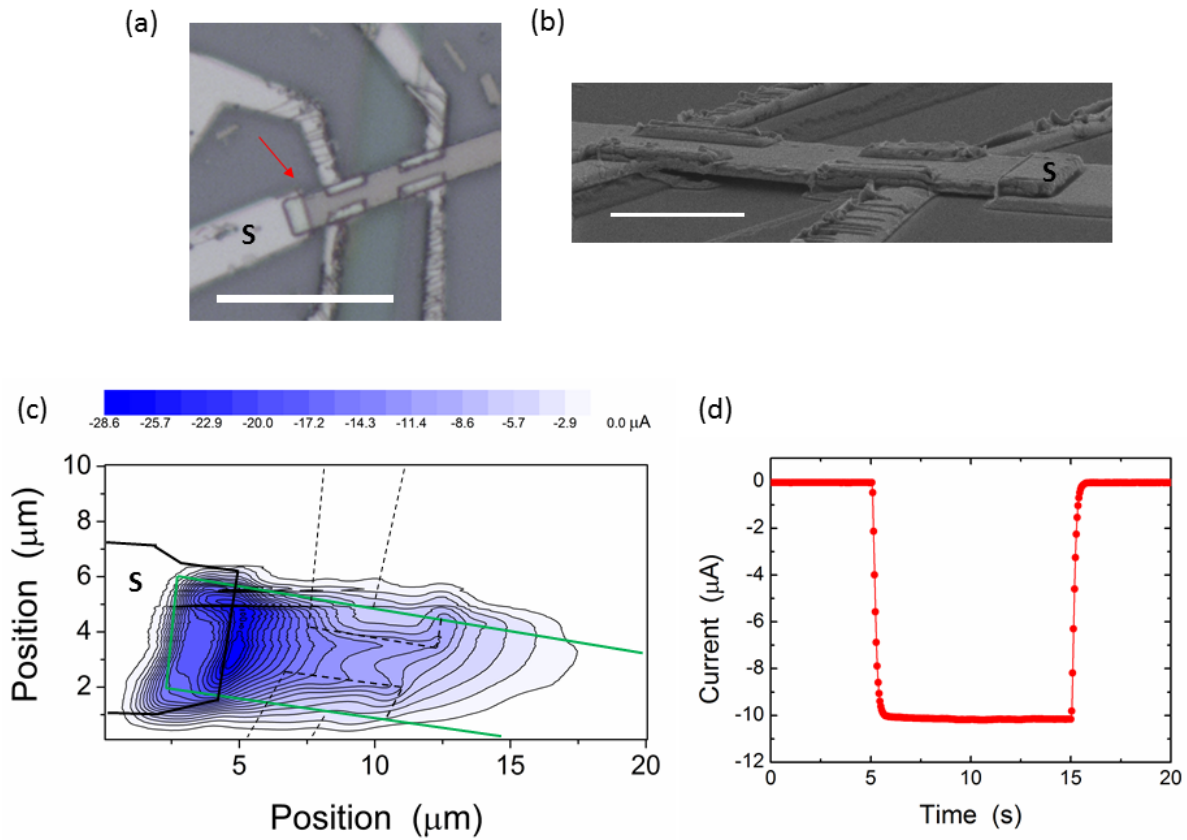 (a)
(b)
S
S
(c)
-28.6 -25.7 -22.9 -20.0 -17.2 -14.3 -11.4 -8.6 -5.7 -2.9 0.0 μA
(d)
10
8
6
4
2
Position (μm)
S
5 10 15 20
Position (μm)
0
-2
-4
-6
-8
-10
-12
Current (μA)
0 5 10 15 20
Time (s)